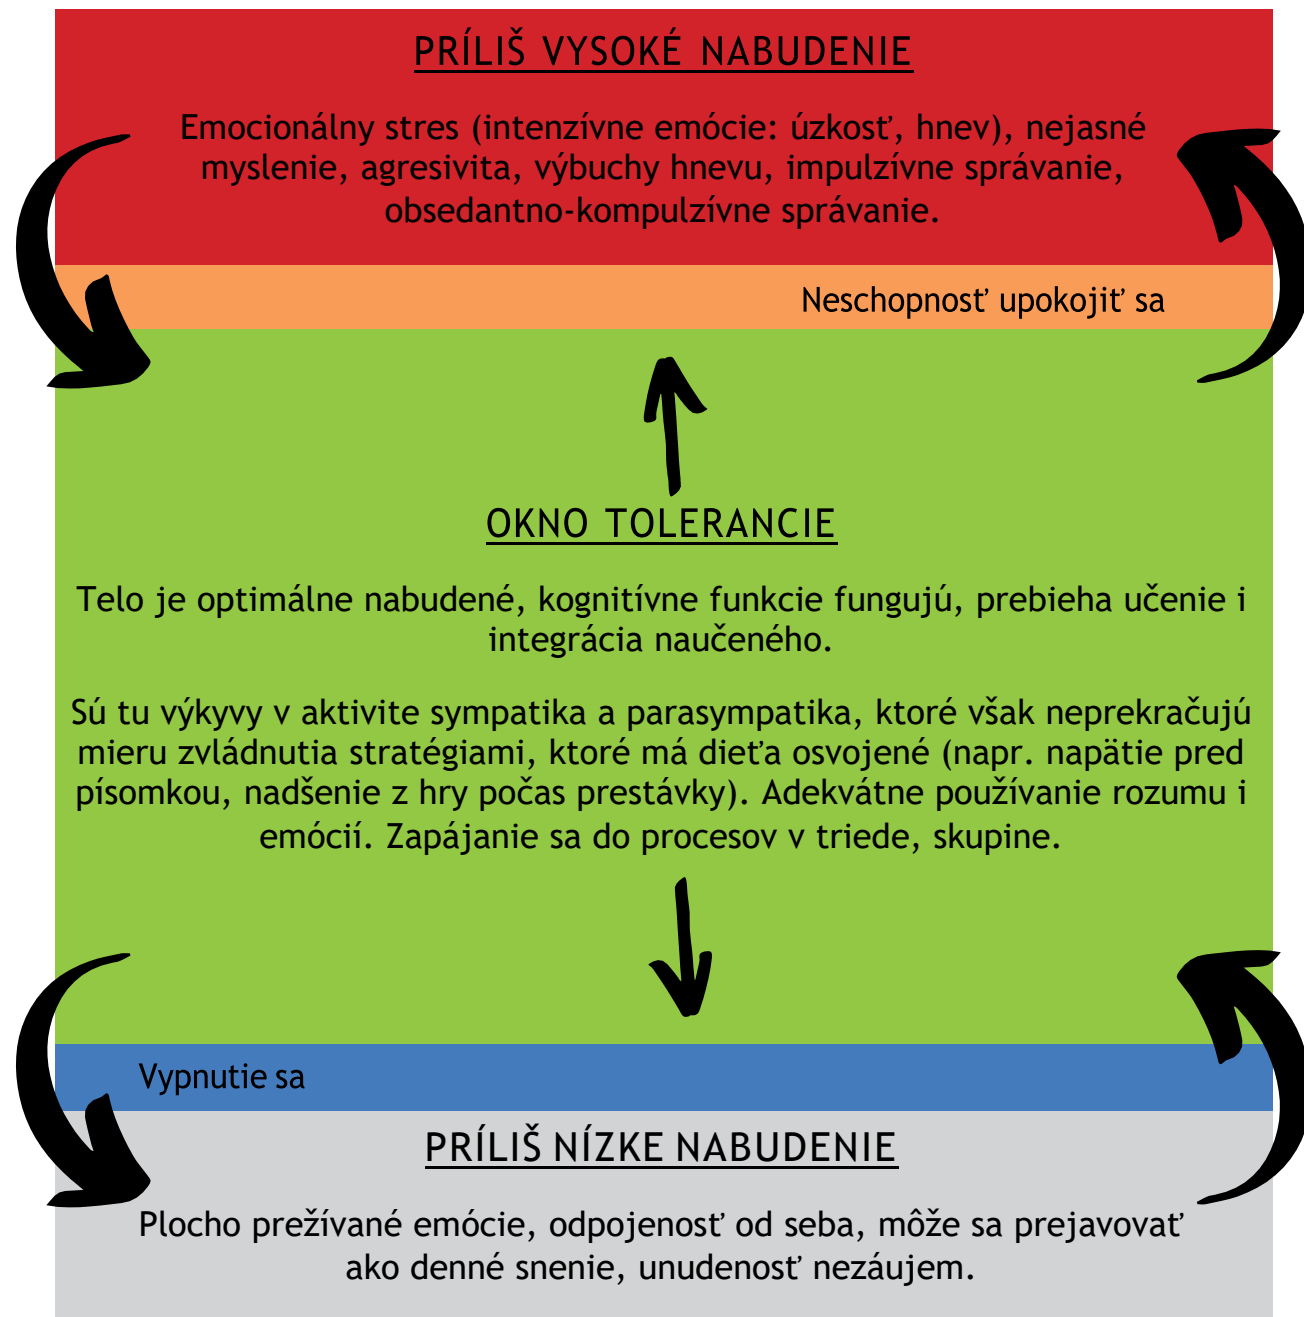 PRÍLIŠ VYSOKÉ NABUDENIE
Emocionálny stres (intenzívne emócie: úzkosť, hnev), nejasné
myslenie, agresivita, výbuchy hnevu, impulzívne správanie,
obsedantno-kompulzívne správanie.
Neschopnosť upokojiť sa
OKNO TOLERANCIE
Telo je optimálne nabudené, kognitívne funkcie fungujú, prebieha učenie i
integrácia naučeného.
Sú tu výkyvy v aktivite sympatika a parasympatika, ktoré však neprekračujú
mieru zvládnutia stratégiami, ktoré má dieťa osvojené (napr. napätie pred
písomkou, nadšenie z hry počas prestávky). Adekvátne používanie rozumu i
emócií. Zapájanie sa do procesov v triede, skupine.
Vypnutie sa
PRÍLIŠ NÍZKE NABUDENIE
Plocho prežívané emócie, odpojenosť od seba, môže sa prejavovať
ako denné snenie, unudenosť nezáujem.